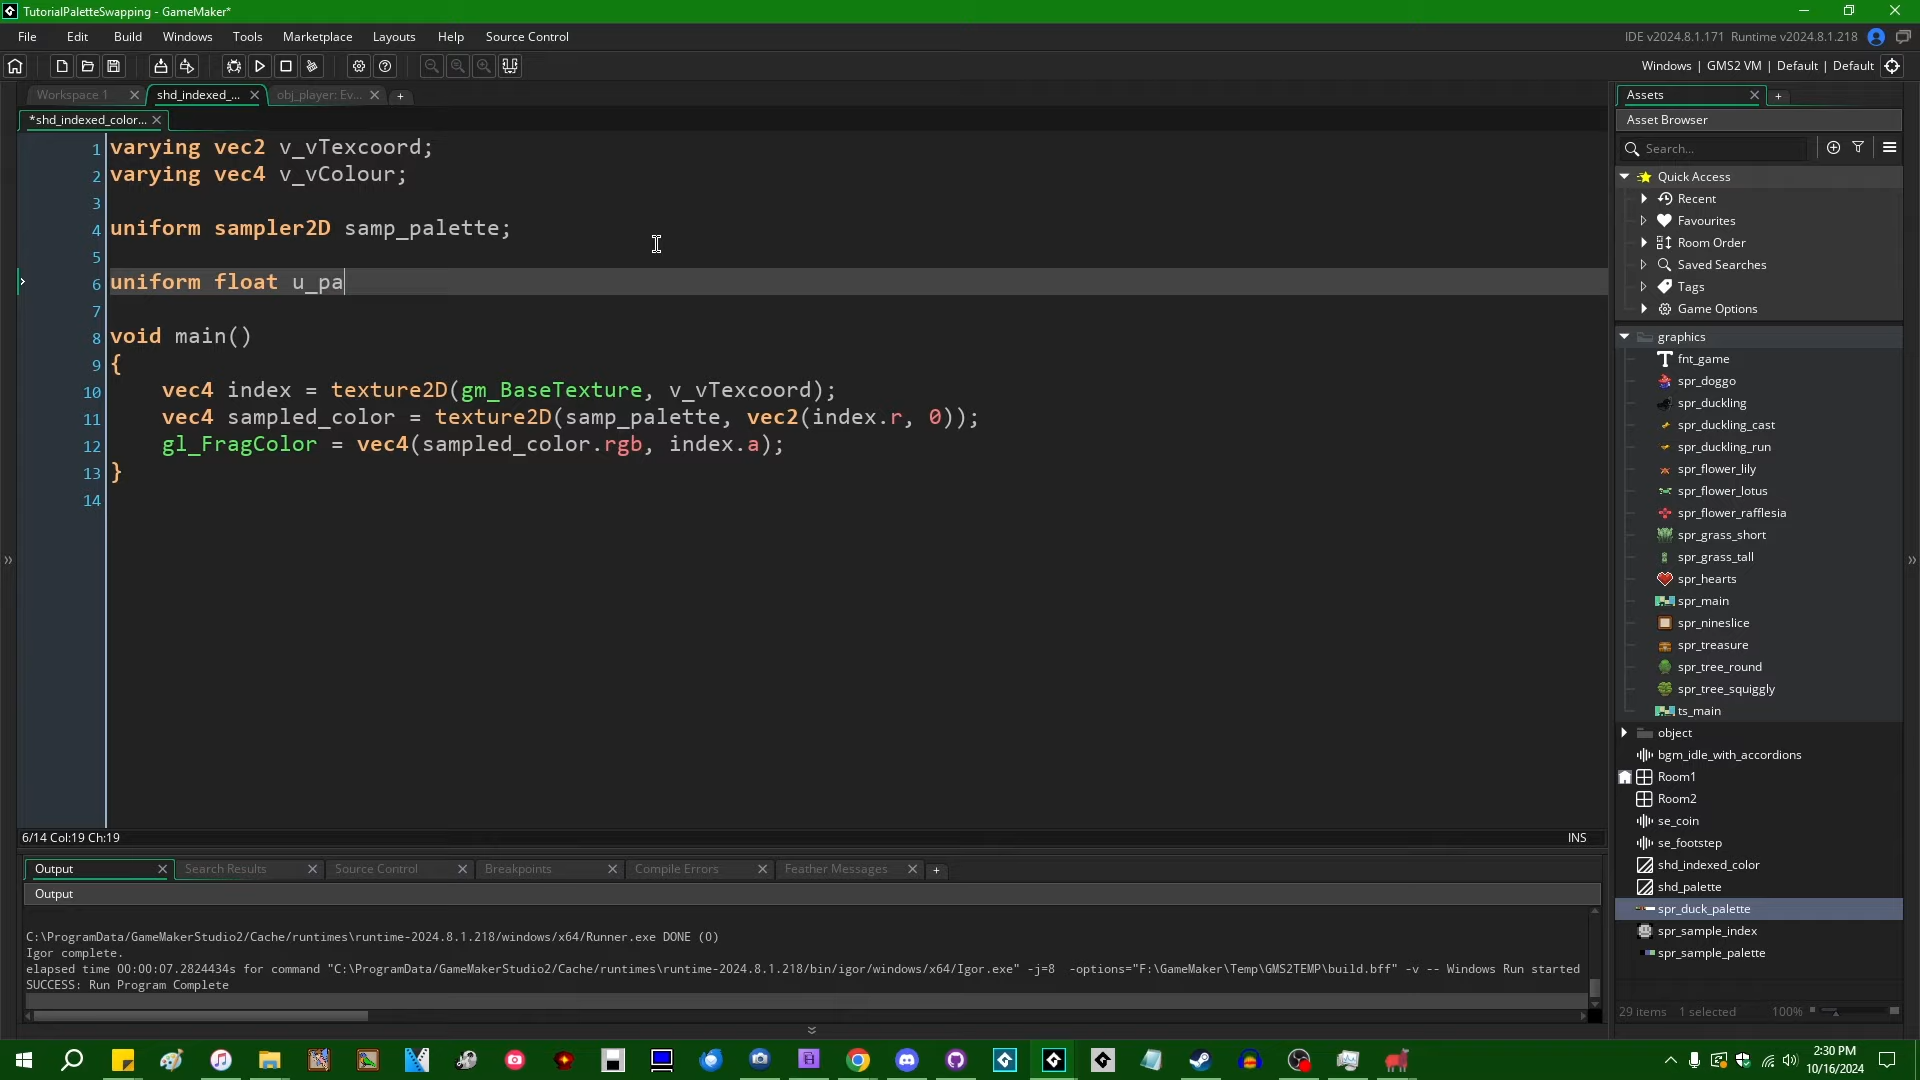 TutorialPaletteSwapping - GameMaker*
File Edit Build Windows Tools Marketplace Layouts Help Source Control
IDE v2024.8.1.171 Runtime v2024.8.1.218
Windows | GMS2 VM | Default | Default
Workspace 1
shd_indexed_...
obj_player: Ev...
*shd_indexed_color...
1 varying vec2 v_vTexcoord;
2 varying vec4 v_vColour;
3
4 uniform sampler2D samp_palette;
5
6 uniform float u_pa
7
8 void main()
9 {
10 vec4 index = texture2D(gm_BaseTexture, v_vTexcoord);
11 vec4 sampled_color = texture2D(samp_palette, vec2(index.r, 0));
12 gl_FragColor = vec4(sampled_color.rgb, index.a);
13 }
14
6/14 Col:19 Ch:19
INS
Assets
Asset Browser
Search...
Quick Access
Recent
Favourites
Room Order
Saved Searches
Tags
Game Options
graphics
fnt_game
spr_doggo
spr_duckling
spr_duckling_cast
spr_duckling_run
spr_flower_lily
spr_flower_lotus
spr_flower_rafflesia
spr_grass_short
spr_grass_tall
spr_hearts
spr_main
spr_nineslice
spr_treasure
spr_tree_round
spr_tree_squiggly
ts_main
object
bgm_idle_with_accordions
Room1
Room2
se_coin
se_footstep
shd_indexed_color
shd_palette
spr_duck_palette
spr_sample_index
spr_sample_palette
29 items 1 selected 100%
Output Search Results Source Control Breakpoints Compile Errors Feather Messages
Output
C:\ProgramData/GameMakerStudio2/Cache/runtimes\runtime-2024.8.1.218/windows/x64/Runner.exe DONE (0)
Igor complete.
elapsed time 00:00:07.2824434s for command "C:\ProgramData/GameMakerStudio2/Cache/runtimes\runtime-2024.8.1.218/bin/igor/windows/x64/Igor.exe" -j=8 -options="F:\GameMaker\Temp\GMS2TEMP\build.bff" -v -- Windows Run started
SUCCESS: Run Program Complete
2:30 PM
10/16/2024